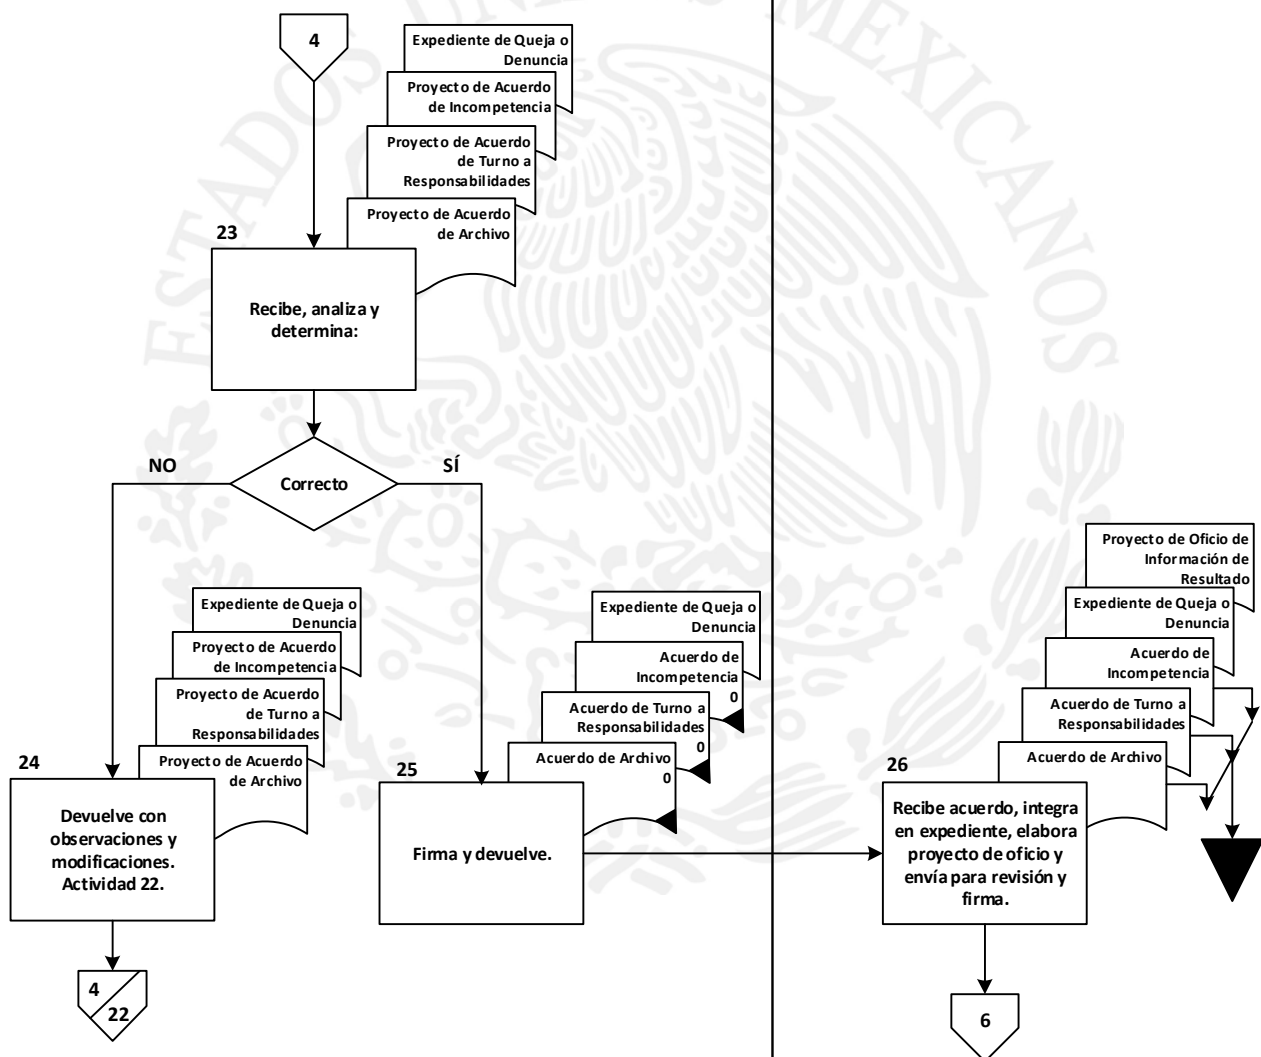 ESTADOS UNIDOS MEXICANOS
4
Expediente de Queja o
Denuncia
Proyecto de Acuerdo
de Incompetencia
Proyecto de Acuerdo
de Turno a
Responsabilidades
Proyecto de Acuerdo
de Archivo
23
Recibe, analiza y
determina:
Correcto
NO
SÍ
Expediente de Queja o
Denuncia
Proyecto de Acuerdo
de Incompetencia
Proyecto de Acuerdo
de Turno a
Responsabilidades
Proyecto de Acuerdo
de Archivo
24
Devuelve con
observaciones y
modificaciones.
Actividad 22.
4
22
Expediente de Queja o
Denuncia
Acuerdo de
Incompetencia
0
Acuerdo de Turno a
Responsabilidades
0
Acuerdo de Archivo
0
25
Firma y devuelve.
Proyecto de Oficio de
Información de
Resultado
Expediente de Queja o
Denuncia
Acuerdo de
Incompetencia
Acuerdo de Turno a
Responsabilidades
Acuerdo de Archivo
26
Recibe acuerdo, integra
en expediente, elabora
proyecto de oficio y
envía para revisión y
firma.
6